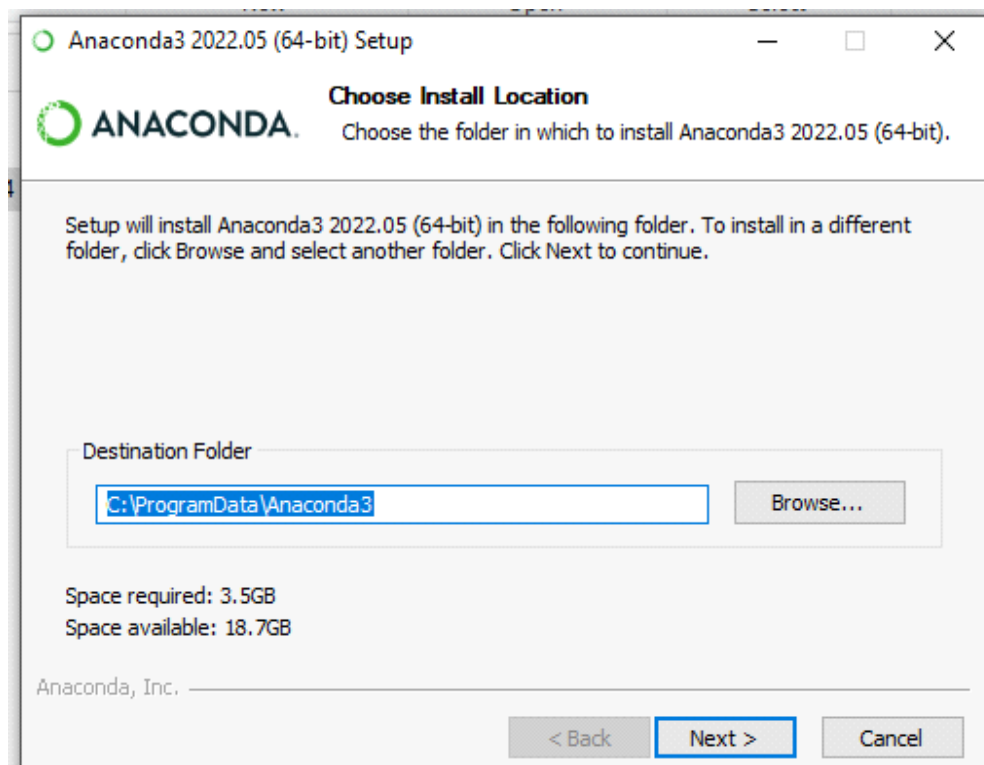 Anaconda3 2022.05 (64-bit) Setup
ANACONDA.
Choose Install Location
Choose the folder in which to install Anaconda3 2022.05 (64-bit).
Setup will install Anaconda3 2022.05 (64-bit) in the following folder. To install in a different
folder, click Browse and select another folder. Click Next to continue.
Destination Folder
C:\ProgramData\Anaconda3
Browse...
Space required: 3.5GB
Space available: 18.7GB
Anaconda, Inc.
< Back
Next >
Cancel